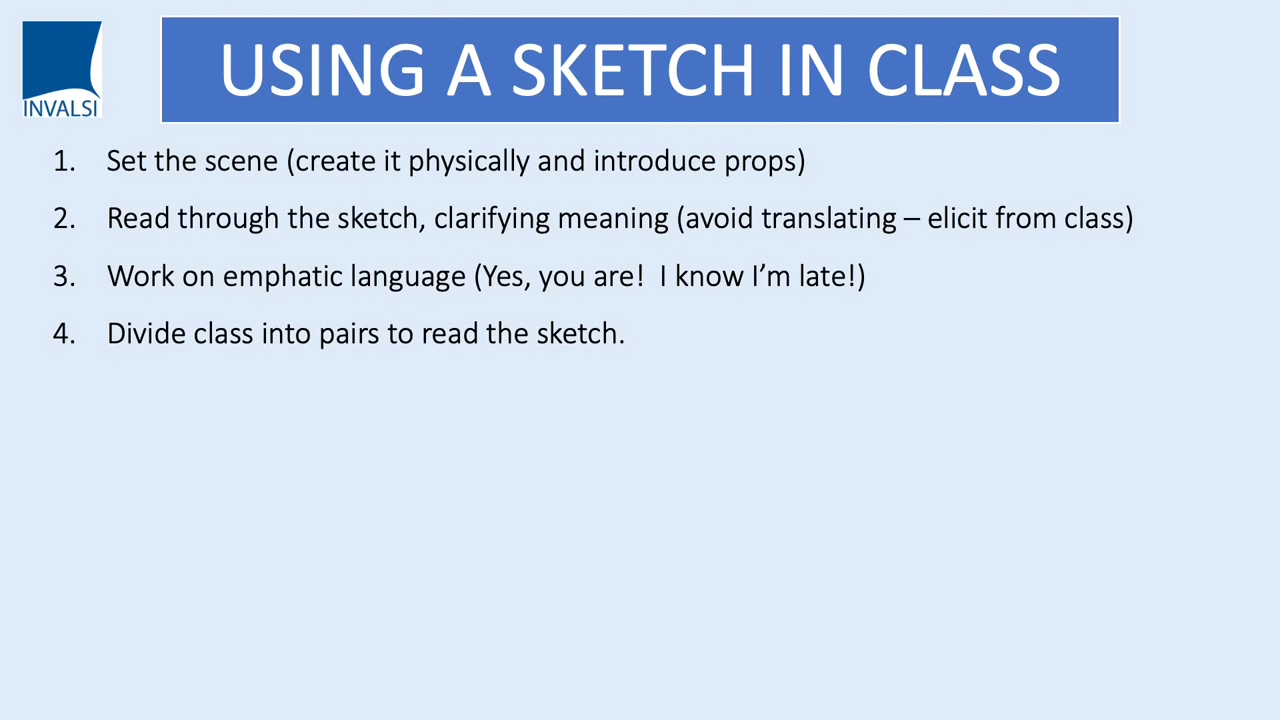 INVALSI
USING A SKETCH IN CLASS
1. Set the scene (create it physically and introduce props)
2. Read through the sketch, clarifying meaning (avoid translating – elicit from class)
3. Work on emphatic language (Yes, you are!  I know I’m late!)
4. Divide class into pairs to read the sketch.